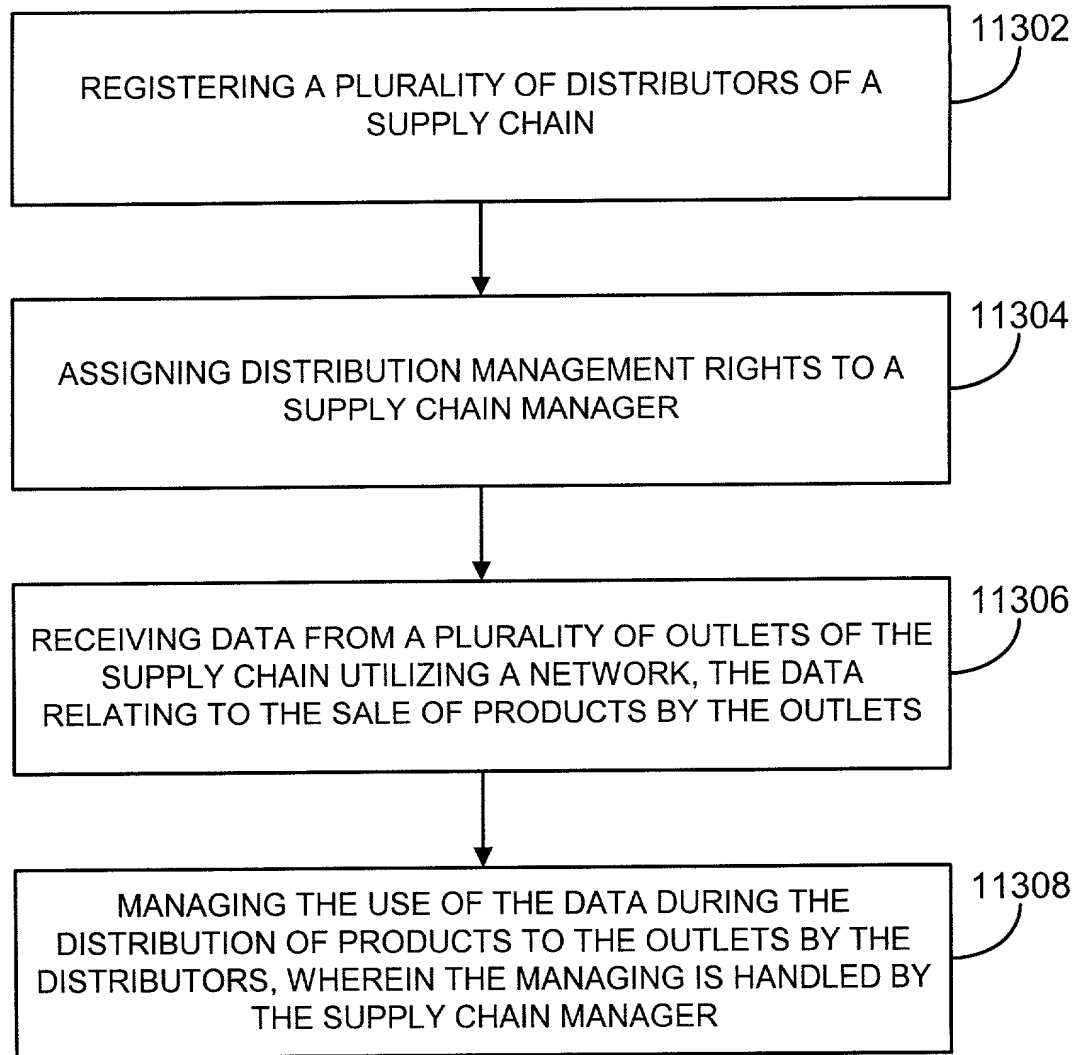 11302
REGISTERING A PLURALITY OF DISTRIBUTORS OF A
SUPPLY CHAIN
11304
ASSIGNING DISTRIBUTION MANAGEMENT RIGHTS TO A
SUPPLY CHAIN MANAGER
11306
RECEIVING DATA FROM A PLURALITY OF OUTLETS OF THE
SUPPLY CHAIN UTILIZING A NETWORK, THE DATA
RELATING TO THE SALE OF PRODUCTS BY THE OUTLETS
11308
MANAGING THE USE OF THE DATA DURING THE
DISTRIBUTION OF PRODUCTS TO THE OUTLETS BY THE
DISTRIBUTORS, WHEREIN THE MANAGING IS HANDLED BY
THE SUPPLY CHAIN MANAGER